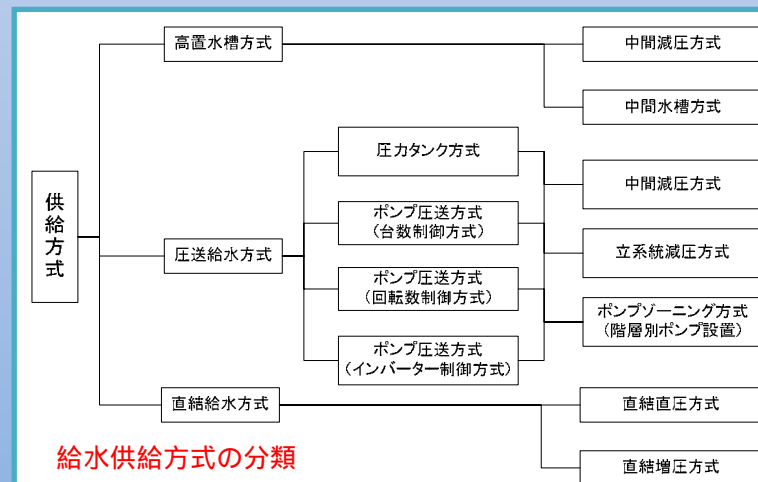 高置水槽方式
中間減圧方式
中間水槽方式
圧力タンク方式
中間減圧方式
供給方式
ポンプ圧送方式
(台数制御方式)
立系統減圧方式
圧送給水方式
ポンプ圧送方式
(回転数制御方式)
ポンプゾーニング方式
(階層別ポンプ設置)
ポンプ圧送方式
(インバーター制御方式)
直結給水方式
直結直圧方式
直結増圧方式
給水供給方式の分類